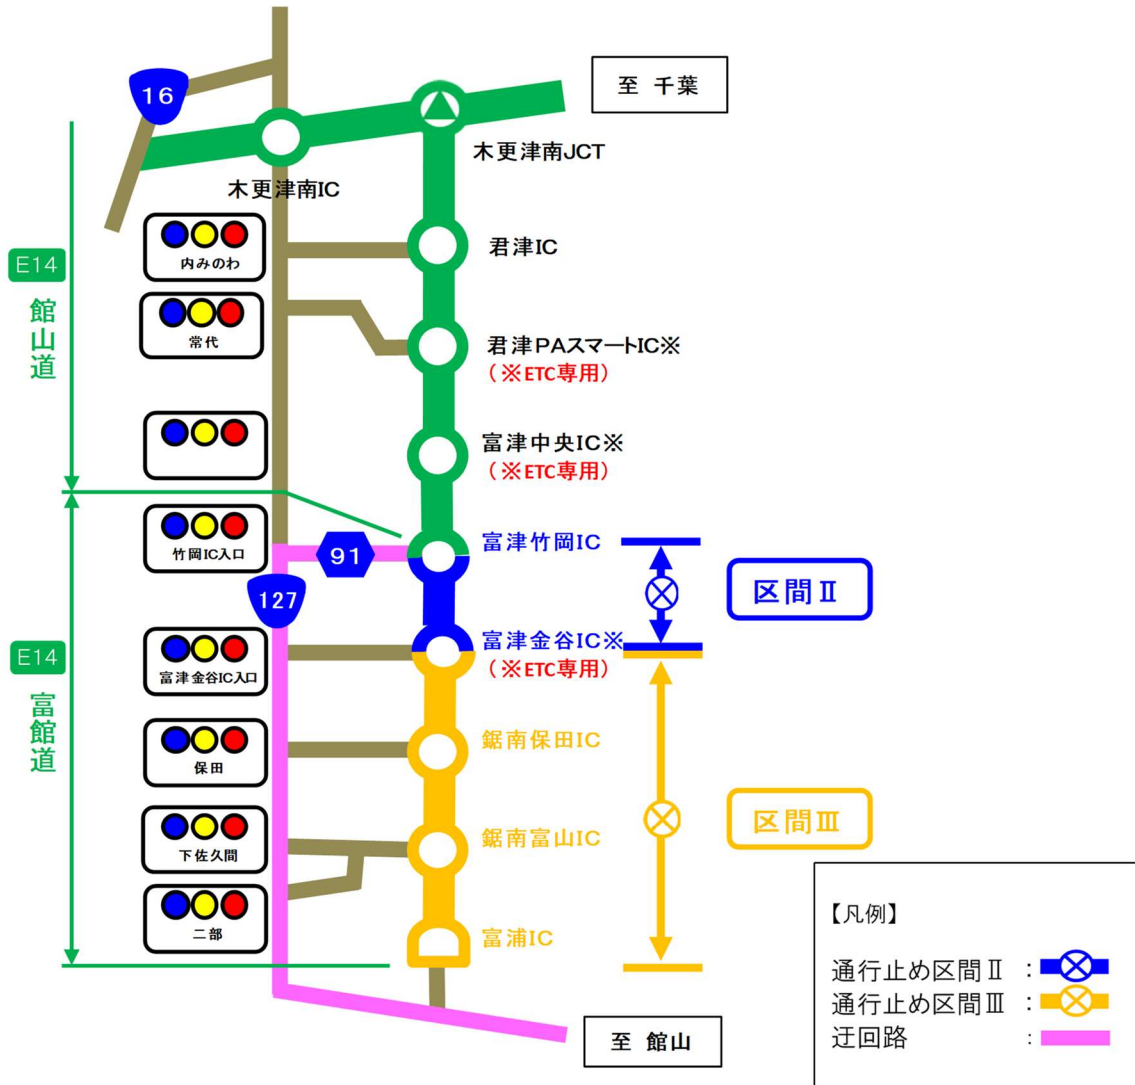 至 千葉
16
木更津南JCT
木更津南IC
内みのわ
君津IC
E14
館山道
常代
君津PAスマートIC※
（※ETC専用）
富津中央IC※
（※ETC専用）
竹岡IC入口
91
富津竹岡IC
区間Ⅱ
127
富津金谷IC入口
富津金谷IC※
（※ETC専用）
E14
富館道
保田
鋸南保田IC
区間Ⅲ
下佐久間
鋸南富山IC
二部
富浦IC
至 館山
【凡例】
通行止め区間Ⅱ ：
通行止め区間Ⅲ ：
迂回路 ：